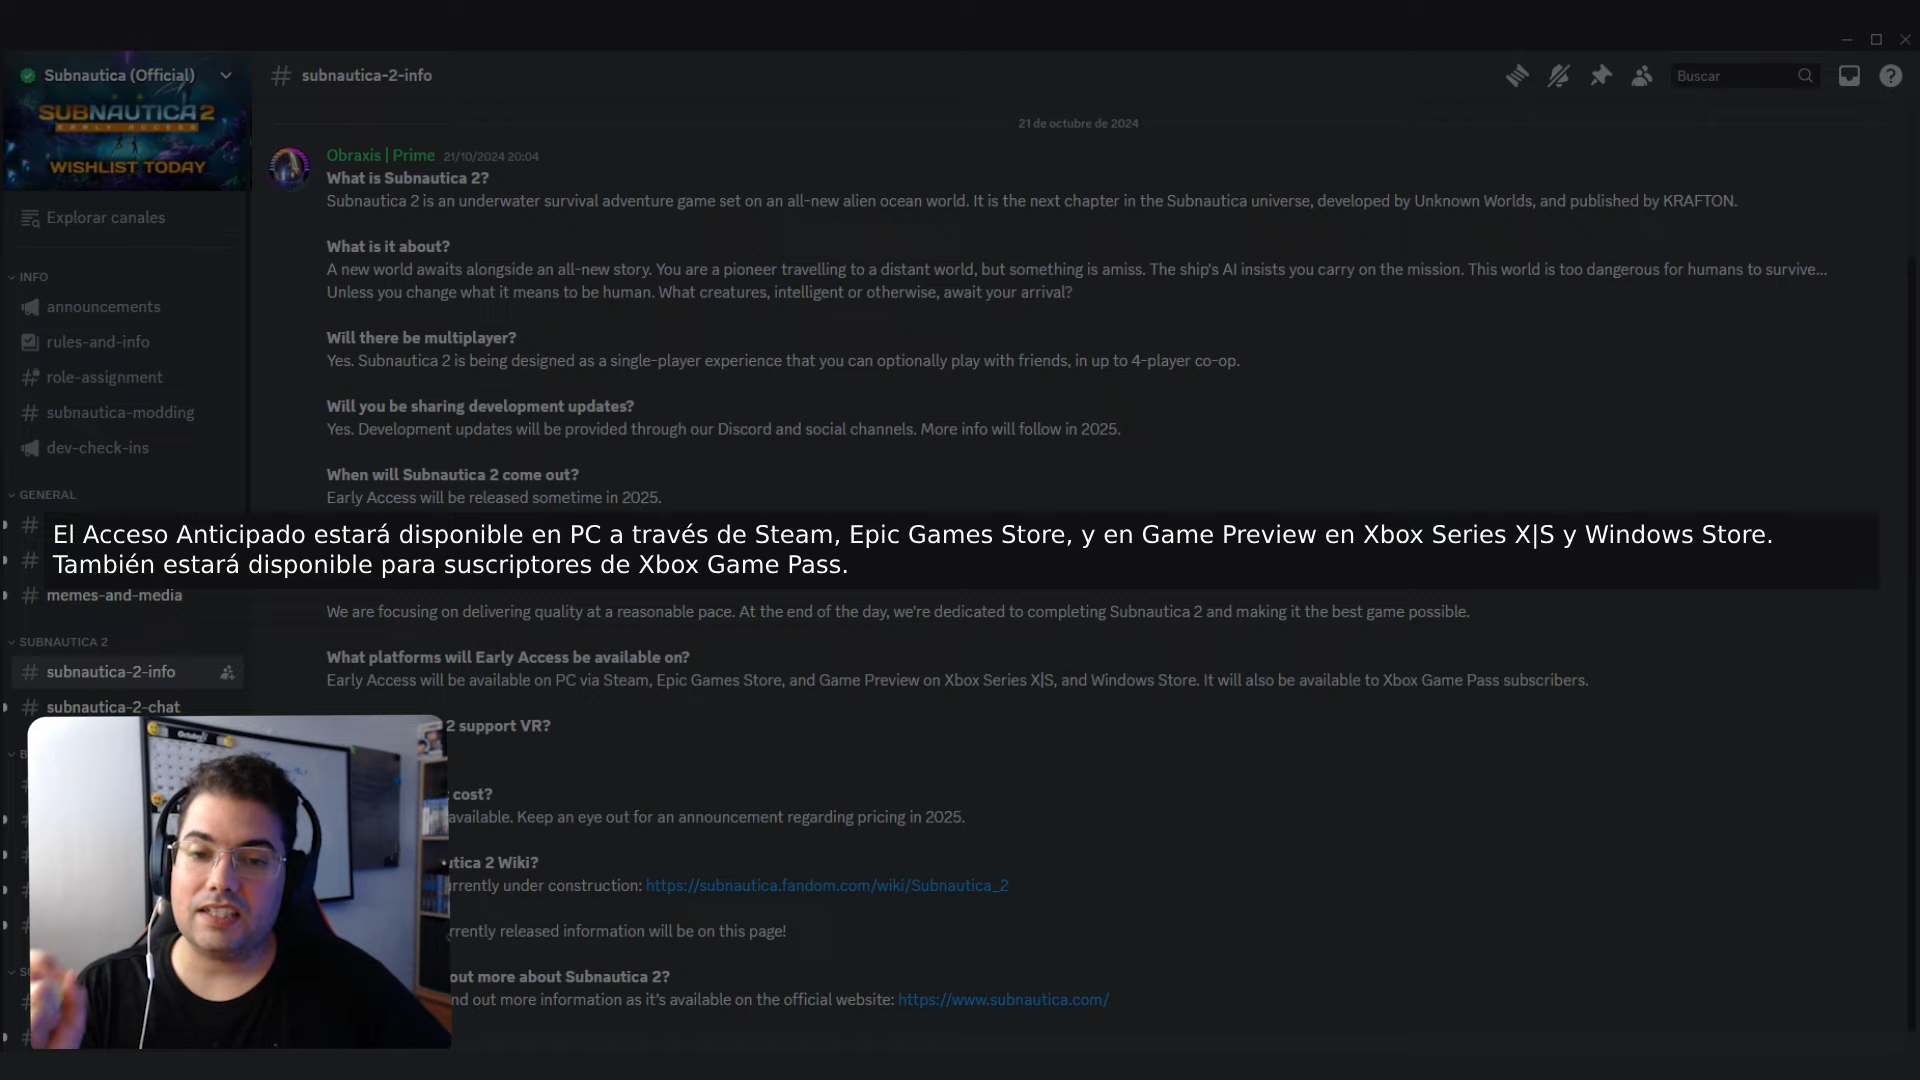 Subnautica (Official)
SUBNAUTICA 2
EARLY ACCESS
WISHLIST TODAY
Explorar canales
INFO
announcements
rules-and-info
role-assignment
subnautica-modding
dev-check-ins
GENERAL
memes-and-media
SUBNAUTICA 2
subnautica-2-info
subnautica-2-chat
subnautica-2-info
Buscar
21 de octubre de 2024
Obraxis | Prime 21/10/2024 20:04
What is Subnautica 2?
Subnautica 2 is an underwater survival adventure game set on an all-new alien ocean world. It is the next chapter in the Subnautica universe, developed by Unknown Worlds, and published by KRAFTON.
What is it about?
A new world awaits alongside an all-new story. You are a pioneer travelling to a distant world, but something is amiss. The ship's AI insists you carry on the mission. This world is too dangerous for humans to survive...
Unless you change what it means to be human. What creatures, intelligent or otherwise, await your arrival?
Will there be multiplayer?
Yes. Subnautica 2 is being designed as a single-player experience that you can optionally play with friends, in up to 4-player co-op.
Will you be sharing development updates?
Yes. Development updates will be provided through our Discord and social channels. More info will follow in 2025.
When will Subnautica 2 come out?
Early Access will be released sometime in 2025.
El Acceso Anticipado estará disponible en PC a través de Steam, Epic Games Store, y en Game Preview en Xbox Series X|S y Windows Store.
También estará disponible para suscriptores de Xbox Game Pass.
We are focusing on delivering quality at a reasonable pace. At the end of the day, we're dedicated to completing Subnautica 2 and making it the best game possible.
What platforms will Early Access be available on?
Early Access will be available on PC via Steam, Epic Games Store, and Game Preview on Xbox Series X|S, and Windows Store. It will also be available to Xbox Game Pass subscribers.
2 support VR?
cost?
available. Keep an eye out for an announcement regarding pricing in 2025.
utica 2 Wiki?
rrently under construction: https://subnautica.fandom.com/wiki/Subnautica_2
rrently released information will be on this page!
out more about Subnautica 2?
nd out more information as it's available on the official website: https://www.subnautica.com/